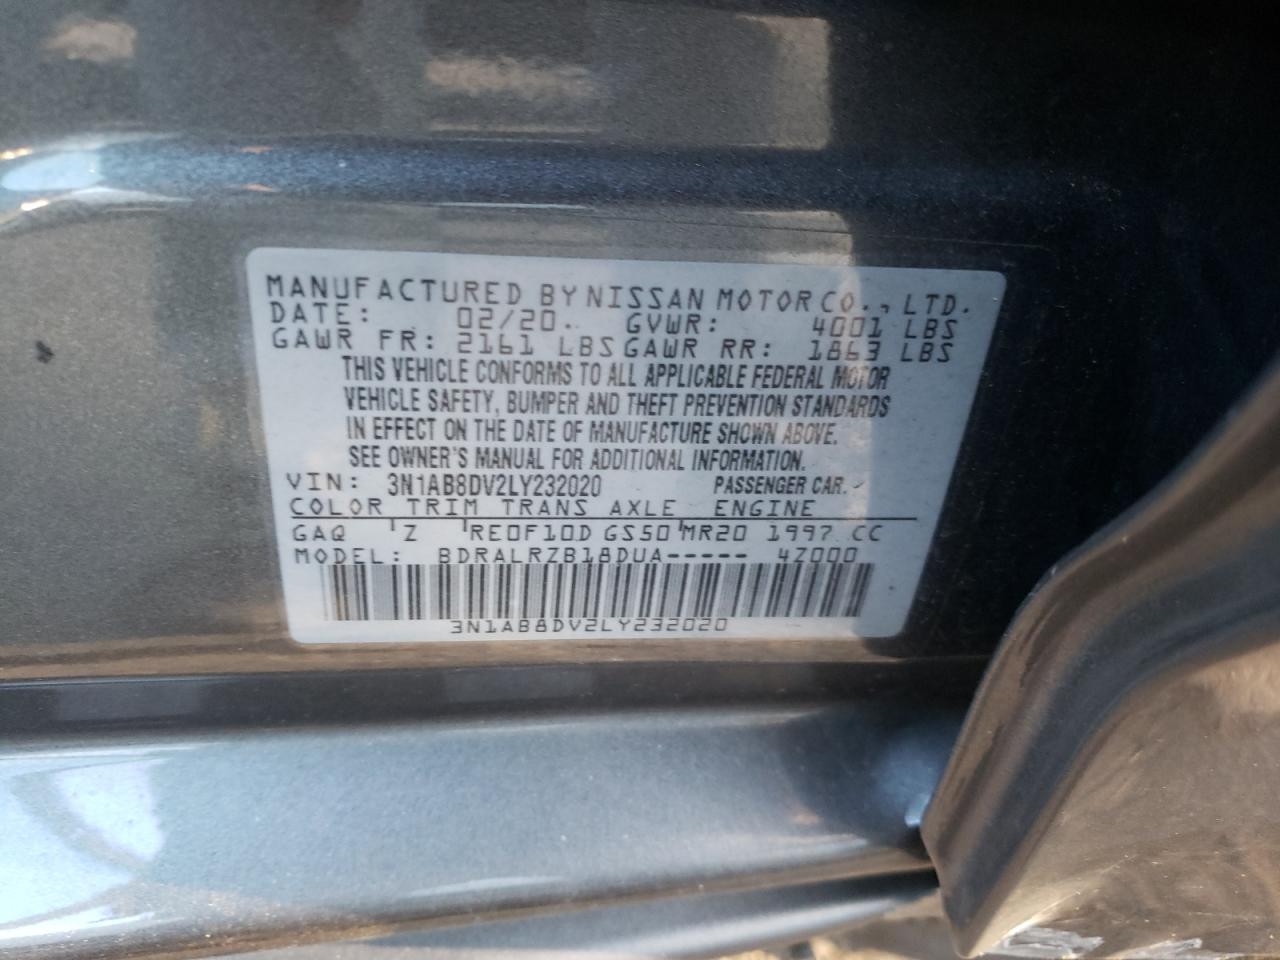 MANUFACTURED BY NISSAN MOTOR CO., LTD.
DATE: 02/20. GVWR: 4001 LBS
GAWR FR: 2161 LBS GAWR RR: 1863 LBS
THIS VEHICLE CONFORMS TO ALL APPLICABLE FEDERAL MOTOR
VEHICLE SAFETY, BUMPER AND THEFT PREVENTION STANDARDS
IN EFFECT ON THE DATE OF MANUFACTURE SHOWN ABOVE.
SEE OWNER'S MANUAL FOR ADDITIONAL INFORMATION.
VIN: 3N1AB8DV2LY232020 PASSENGER CAR.
COLOR TRIM TRANS AXLE ENGINE
GAQ Z RE0F10D GS50 MR20 1997 CC
MODEL: BDRALRZB18DUA----- 4Z000
3N1AB8DV2LY232020